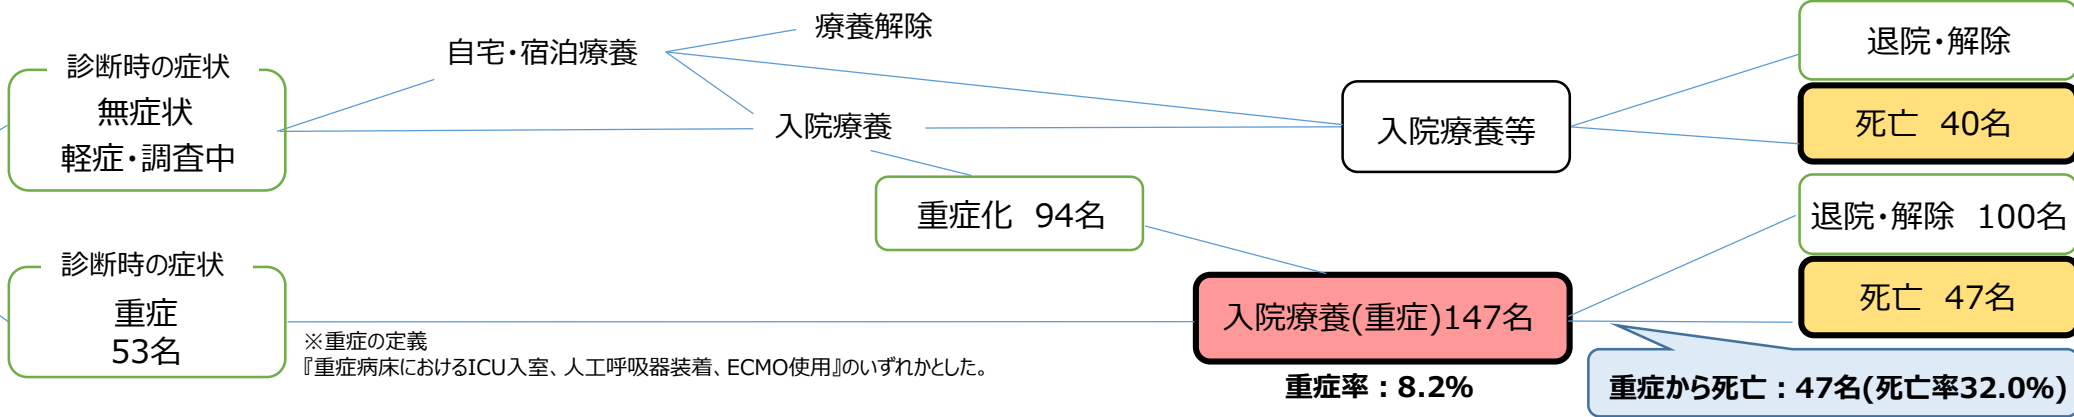 診断時の症状
無症状
軽症・調査中
自宅・宿泊療養
療養解除
入院療養
入院療養等
退院・解除
死亡 40名
重症化 94名
診断時の症状
重症
53名
※重症の定義
『重症病床におけるICU入室、人工呼吸器装着、ECMO使用』のいずれかとした。
入院療養(重症)147名
重症率：8.2%
退院・解除 100名
死亡 47名
重症から死亡：47名(死亡率32.0%)